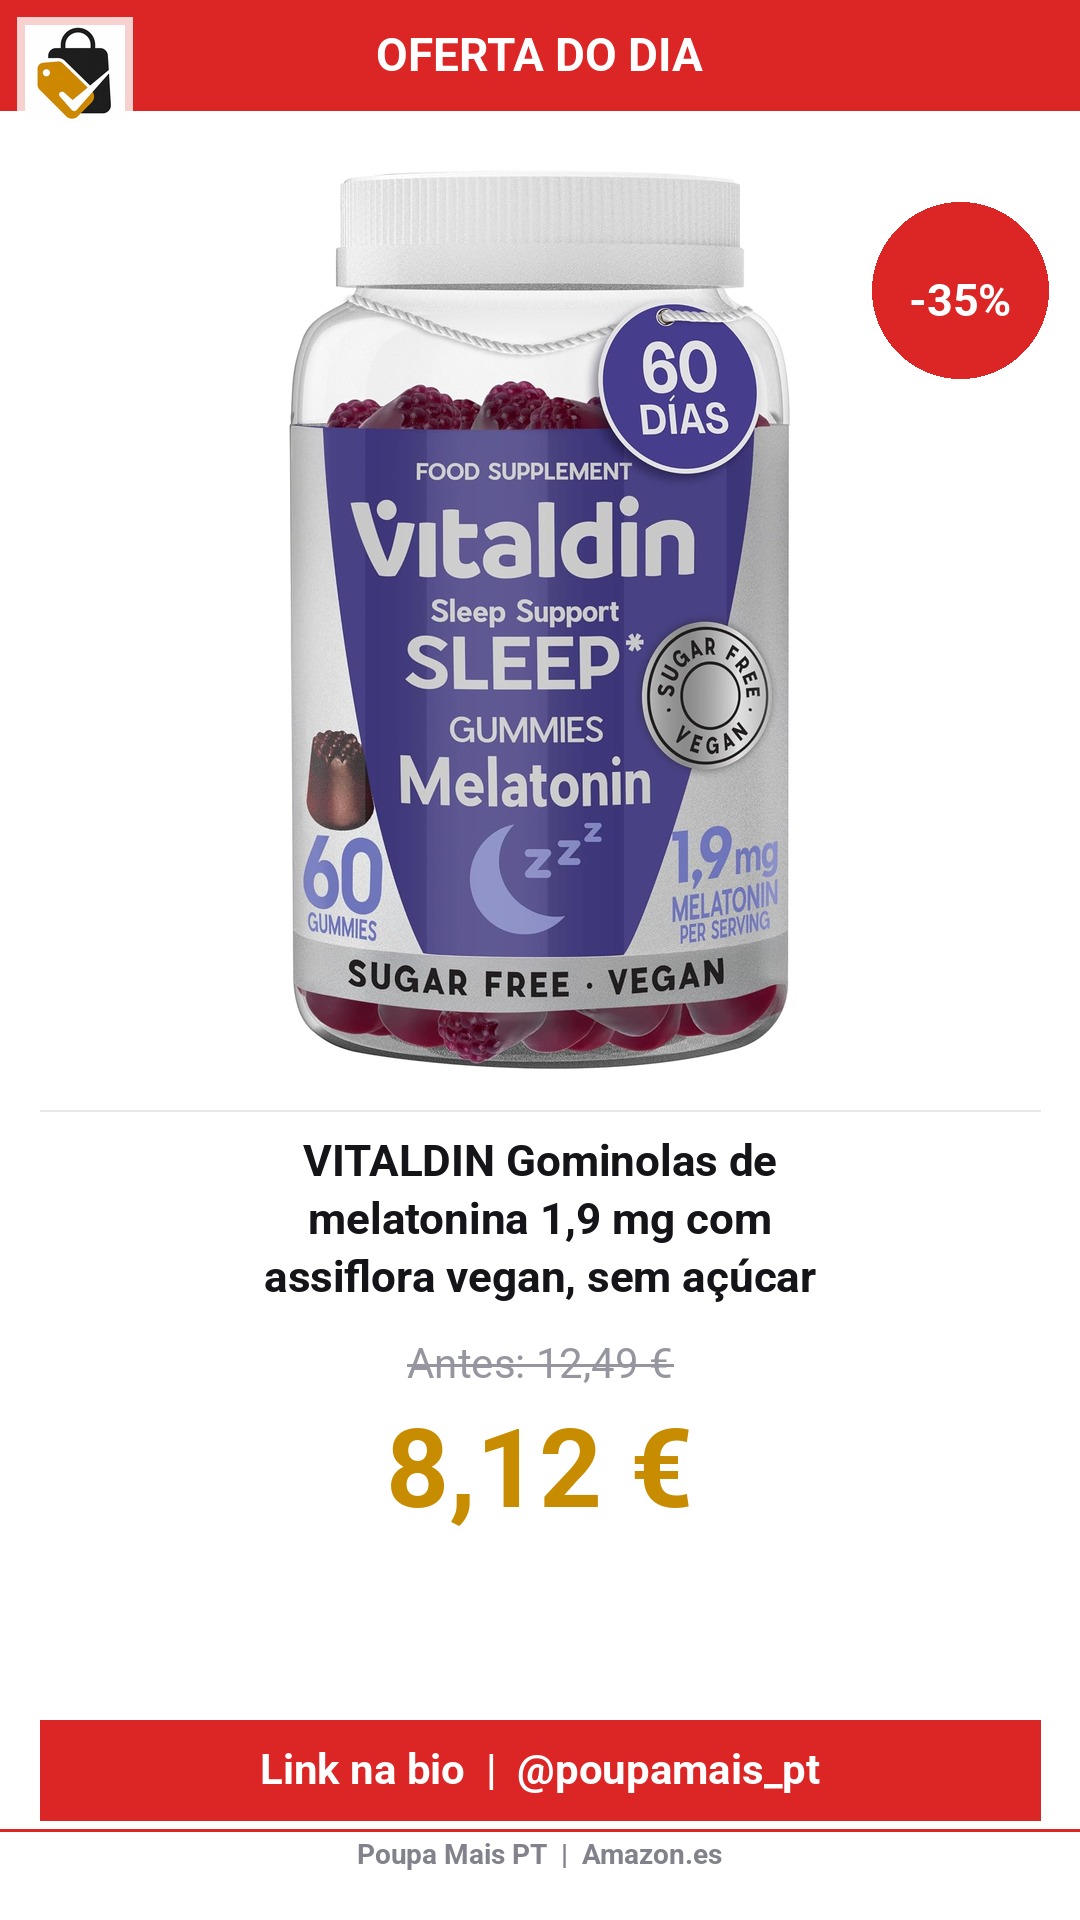 OFERTA DO DIA
-35%
60
DÍAS
FOOD SUPPLEMENT
Vitaldin
Sleep Support
SLEEP*
SUGAR FREE · VEGAN ·
GUMMIES
Melatonin
z z z
60
GUMMIES
1,9 mg
MELATONIN
PER SERVING
SUGAR FREE · VEGAN
VITALDIN Gominolas de
melatonina 1,9 mg com
assiflora vegan, sem açúcar
Antes: 12,49 €
8,12 €
Link na bio | @poupamais_pt
Poupa Mais PT | Amazon.es